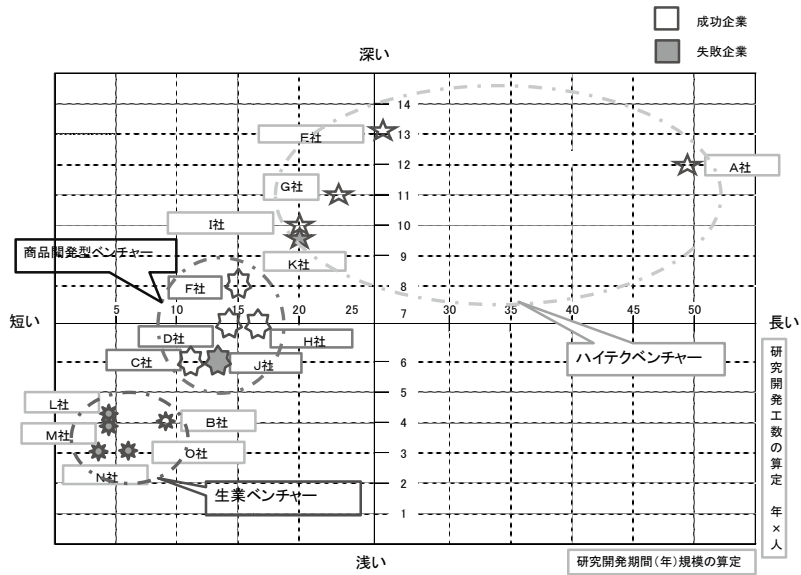 成功企業
失敗企業
深い
14
13
E社
12
A社
11
G社
10
I社
9
K社
商品開発型ベンチャー
8
F社
短い
5
10
15
20
25
7
30
35
40
45
50
長い
D社
H社
ハイテクベンチャー
C社
J社
6
5
L社
4
B社
M社
3
O社
N社
2
生業ベンチャー
1
研究開発工数の算定 年×人
浅い
研究開発期間(年)規模の算定